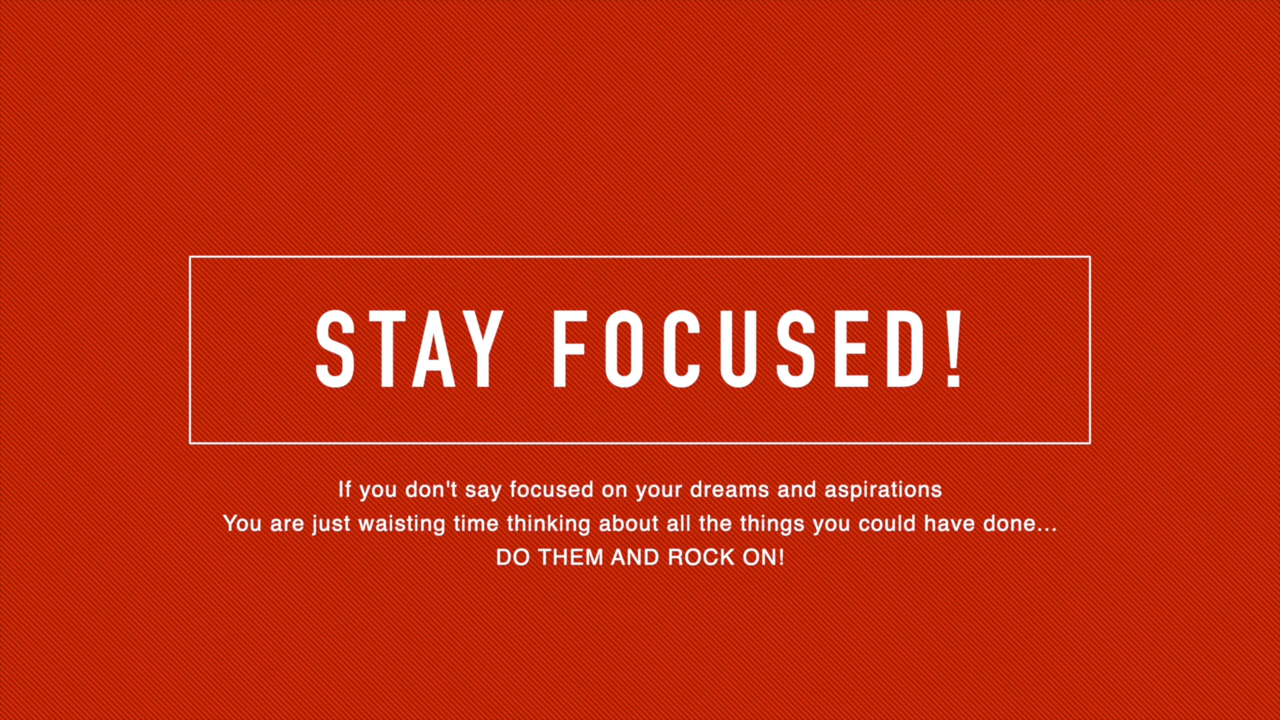 STAY FOCUSED!
If you don't say focused on your dreams and aspirations
You are just waisting time thinking about all the things you could have done...
DO THEM AND ROCK ON!